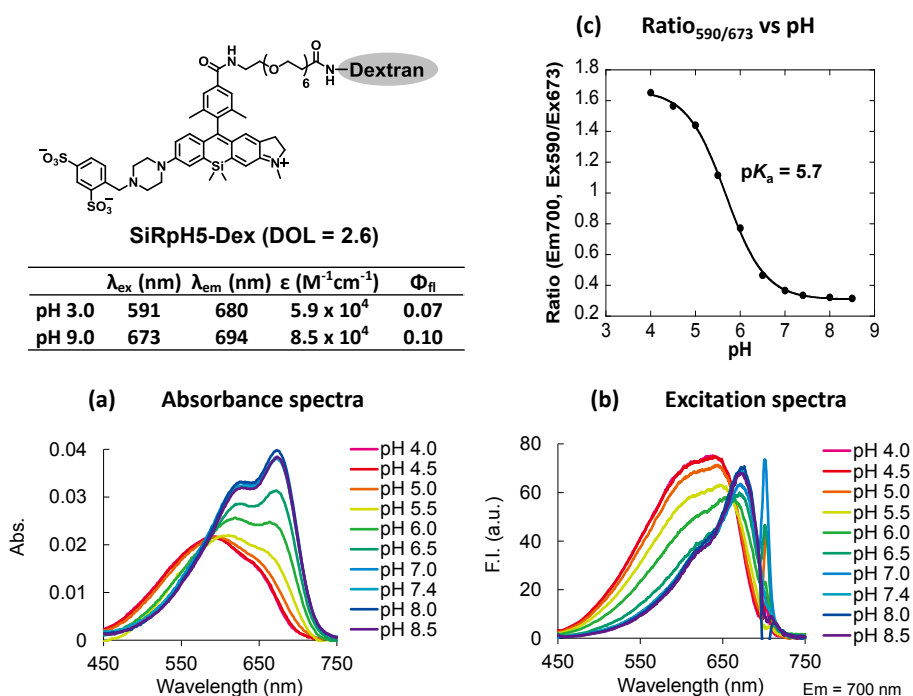 O
N
H
O
6
O
N
H
Dextran
SO₃⁻
SO₃⁻
N
N
Si
N⁺
SiRpH5-Dex (DOL = 2.6)
λex (nm) λem (nm) ε (M⁻¹cm⁻¹) Φfl
pH 3.0 591 680 5.9 x 10⁴ 0.07
pH 9.0 673 694 8.5 x 10⁴ 0.10
(c) Ratio₅₉₀/₆₇₃ vs pH
Ratio (Em700, Ex590/Ex673)
1.8
1.6
1.4
1.2
1
0.8
0.6
0.4
0.2
pKa = 5.7
3 4 5 6 7 8 9
pH
(a) Absorbance spectra
Abs.
0.04
0.03
0.02
0.01
0
450 550 650 750
Wavelength (nm)
pH 4.0
pH 4.5
pH 5.0
pH 5.5
pH 6.0
pH 6.5
pH 7.0
pH 7.4
pH 8.0
pH 8.5
(b) Excitation spectra
F.I. (a.u.)
80
60
40
20
0
450 550 650 750
Wavelength (nm)
Em = 700 nm
pH 4.0
pH 4.5
pH 5.0
pH 5.5
pH 6.0
pH 6.5
pH 7.0
pH 7.4
pH 8.0
pH 8.5